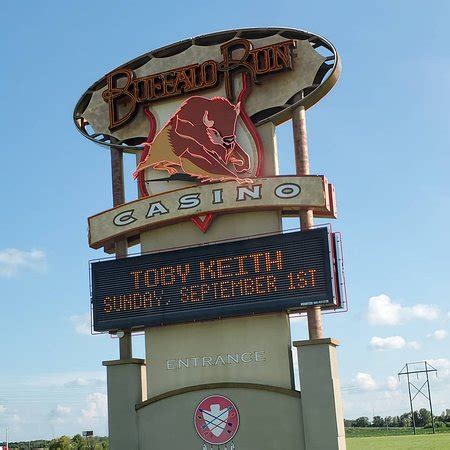 BUFFALO RUN
CASINO
TOBY KEITH
SUNDAY, SEPTEMBER 1ST
ENTRANCE